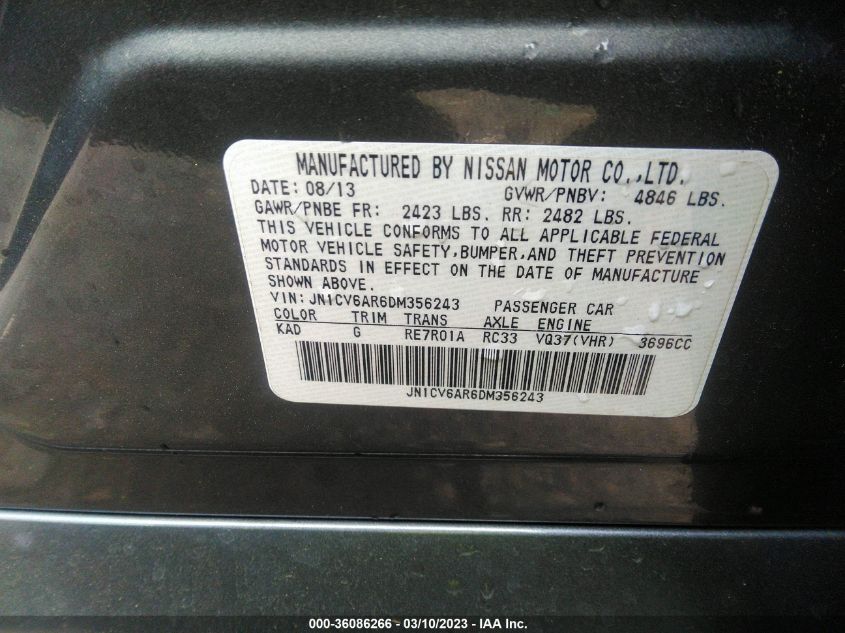 MANUFACTURED BY NISSAN MOTOR CO.,LTD.
DATE: 08/13 GVWR/PNBV: 4846 LBS.
GAWR/PNBE FR: 2423 LBS. RR: 2482 LBS.
THIS VEHICLE CONFORMS TO ALL APPLICABLE FEDERAL
MOTOR VEHICLE SAFETY,BUMPER,AND THEFT PREVENTION
STANDARDS IN EFFECT ON THE DATE OF MANUFACTURE
SHOWN ABOVE.
VIN:JN1CV6AR6DM356243 PASSENGER CAR
COLOR TRIM TRANS AXLE ENGINE
KAD G RE7R01A RC33 VQ37(VHR) 3696CC
JN1CV6AR6DM356243
000-36086266 - 03/10/2023 - IAA Inc.